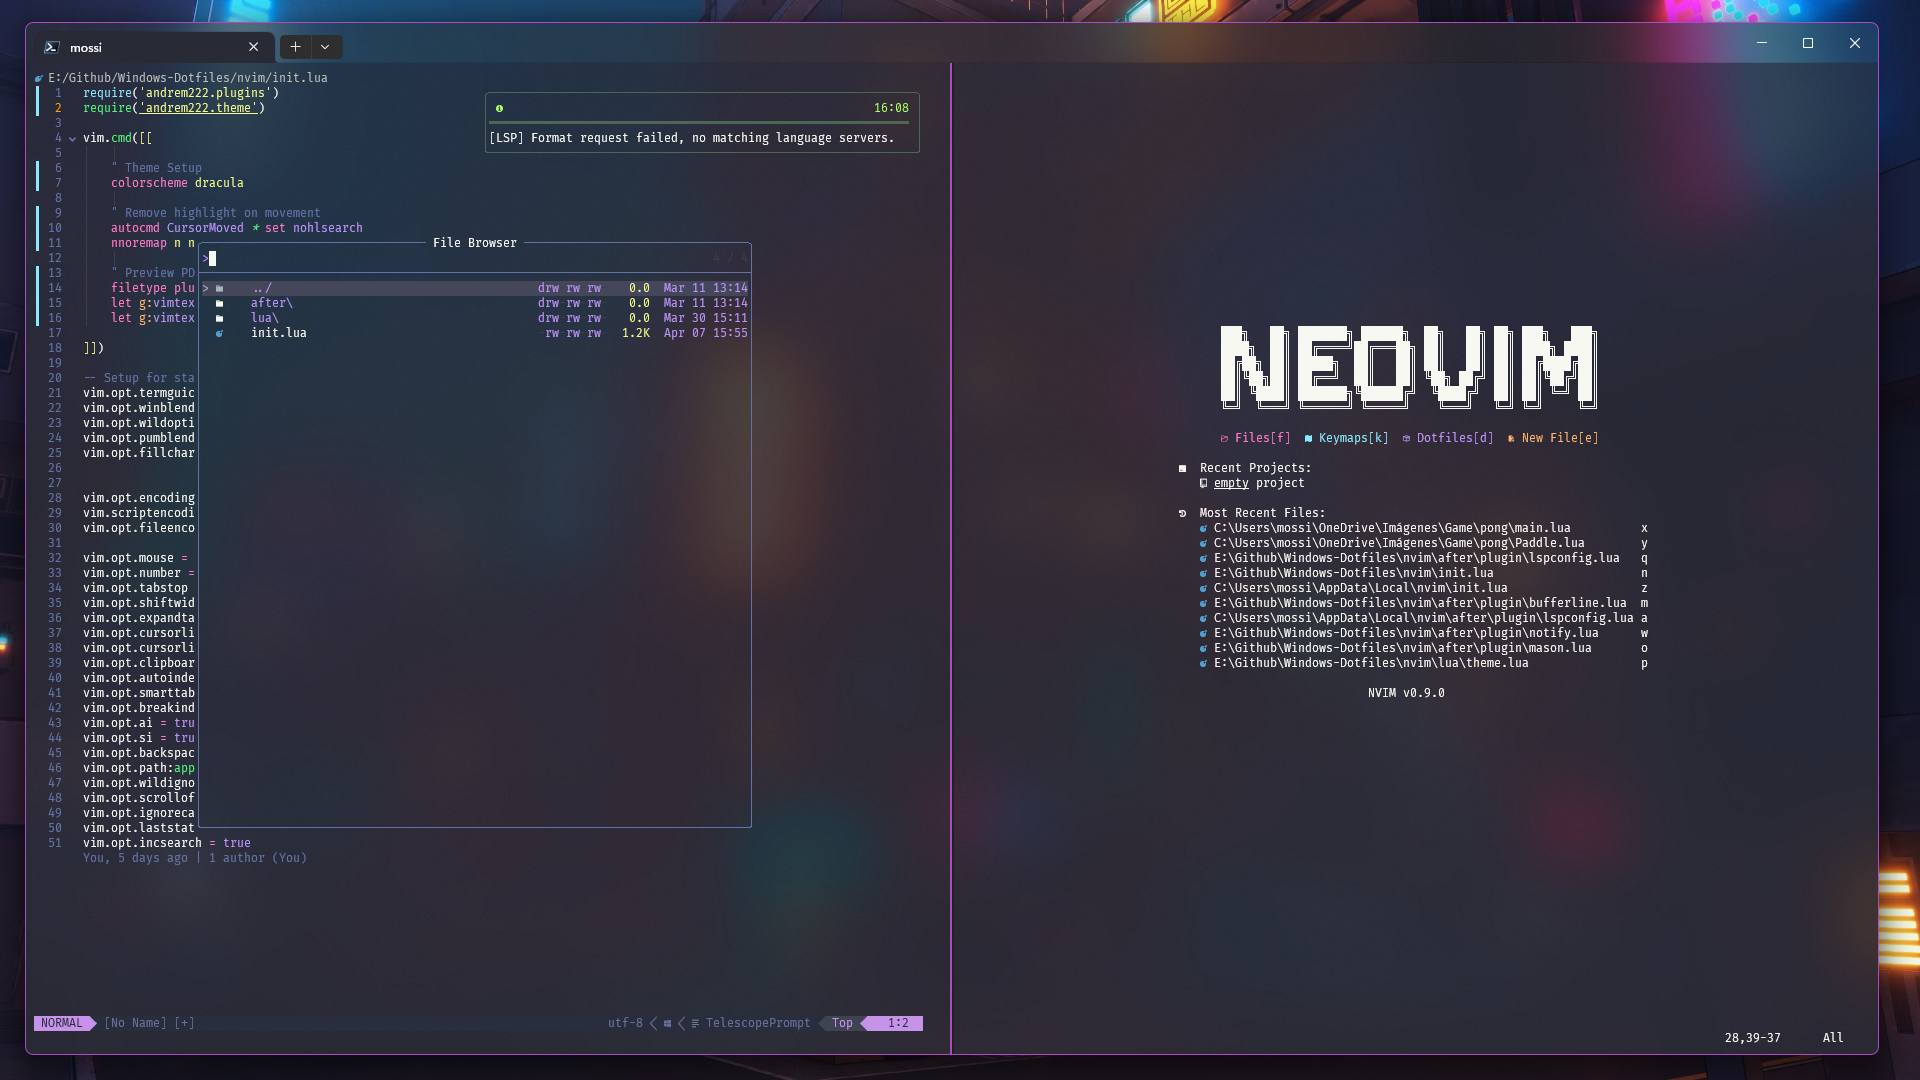 mossi
E:/Github/Windows-Dotfiles/nvim/init.lua
1 require('andrem222.plugins')
2 require('andrem222.theme')
3
4 vim.cmd([[
5
6 " Theme Setup
7 colorscheme dracula
8
9 " Remove highlight on movement
10 autocmd CursorMoved * set nohlsearch
11 nnoremap n n
12
13 " Preview PD
14 filetype plu
15 let g:vimtex
16 let g:vimtex
17
18 ]])
19
20 -- Setup for sta
21 vim.opt.termguic
22 vim.opt.winblend
23 vim.opt.wildopti
24 vim.opt.pumblend
25 vim.opt.fillchar
26
27
28 vim.opt.encoding
29 vim.scriptencodi
30 vim.opt.fileenco
31
32 vim.opt.mouse =
33 vim.opt.number =
34 vim.opt.tabstop
35 vim.opt.shiftwid
36 vim.opt.expandta
37 vim.opt.cursorli
38 vim.opt.cursorli
39 vim.opt.clipboar
40 vim.opt.autoinde
41 vim.opt.smarttab
42 vim.opt.breakind
43 vim.opt.ai = tru
44 vim.opt.si = tru
45 vim.opt.backspac
46 vim.opt.path:app
47 vim.opt.wildigno
48 vim.opt.scrollof
49 vim.opt.ignoreca
50 vim.opt.laststat
51 vim.opt.incsearch = true
You, 5 days ago | 1 author (You)
16:08
[LSP] Format request failed, no matching language servers.
File Browser
> 4 / 4
> ../ drw rw rw 0.0 Mar 11 13:14
after\ drw rw rw 0.0 Mar 11 13:14
lua\ drw rw rw 0.0 Mar 30 15:11
init.lua rw rw rw 1.2K Apr 07 15:55
NORMAL [No Name] [+] utf-8 TelescopePrompt Top 1:2
NEOVIM
Files[f] Keymaps[k] Dotfiles[d] New File[e]
Recent Projects:
empty project
Most Recent Files:
C:\Users\mossi\OneDrive\Imágenes\Game\pong\main.lua x
C:\Users\mossi\OneDrive\Imágenes\Game\pong\Paddle.lua y
E:\Github\Windows-Dotfiles\nvim\after\plugin\lspconfig.lua q
E:\Github\Windows-Dotfiles\nvim\init.lua n
C:\Users\mossi\AppData\Local\nvim\init.lua z
E:\Github\Windows-Dotfiles\nvim\after\plugin\bufferline.lua m
C:\Users\mossi\AppData\Local\nvim\after\plugin\lspconfig.lua a
E:\Github\Windows-Dotfiles\nvim\after\plugin\notify.lua w
E:\Github\Windows-Dotfiles\nvim\after\plugin\mason.lua o
E:\Github\Windows-Dotfiles\nvim\lua\theme.lua p
NVIM v0.9.0
28,39-37 All